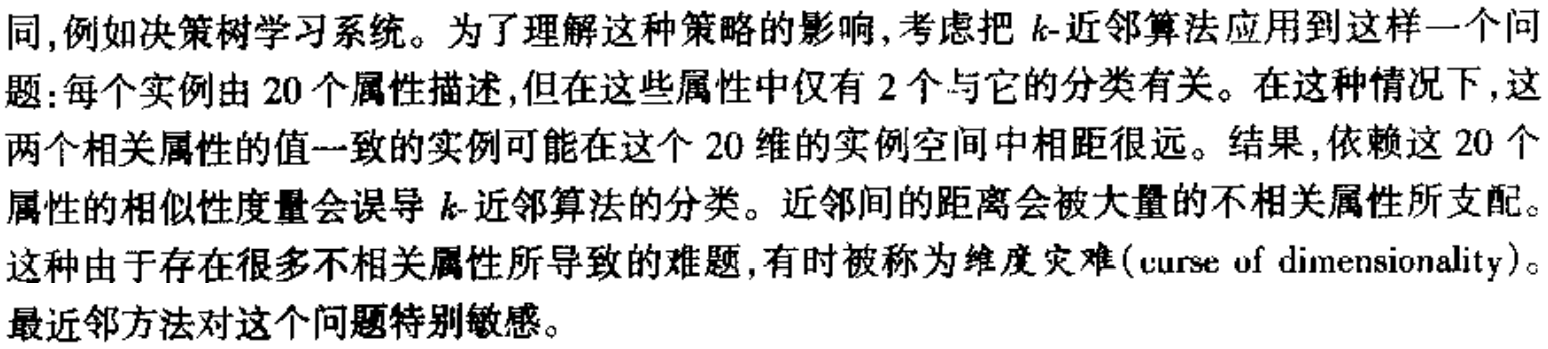 同,例如决策树学习系统。为了理解这种策略的影响,考虑把 k-近邻算法应用到这样一个问
题:每个实例由 20 个属性描述,但在这些属性中仅有 2 个与它的分类有关。在这种情况下,这
两个相关属性的值一致的实例可能在这个 20 维的实例空间中相距很远。结果,依赖这 20 个
属性的相似性度量会误导 k-近邻算法的分类。近邻间的距离会被大量的不相关属性所支配。
这种由于存在很多不相关属性所导致的难题,有时被称为维度灾难(curse of dimensionality)。
最近邻方法对这个问题特别敏感。